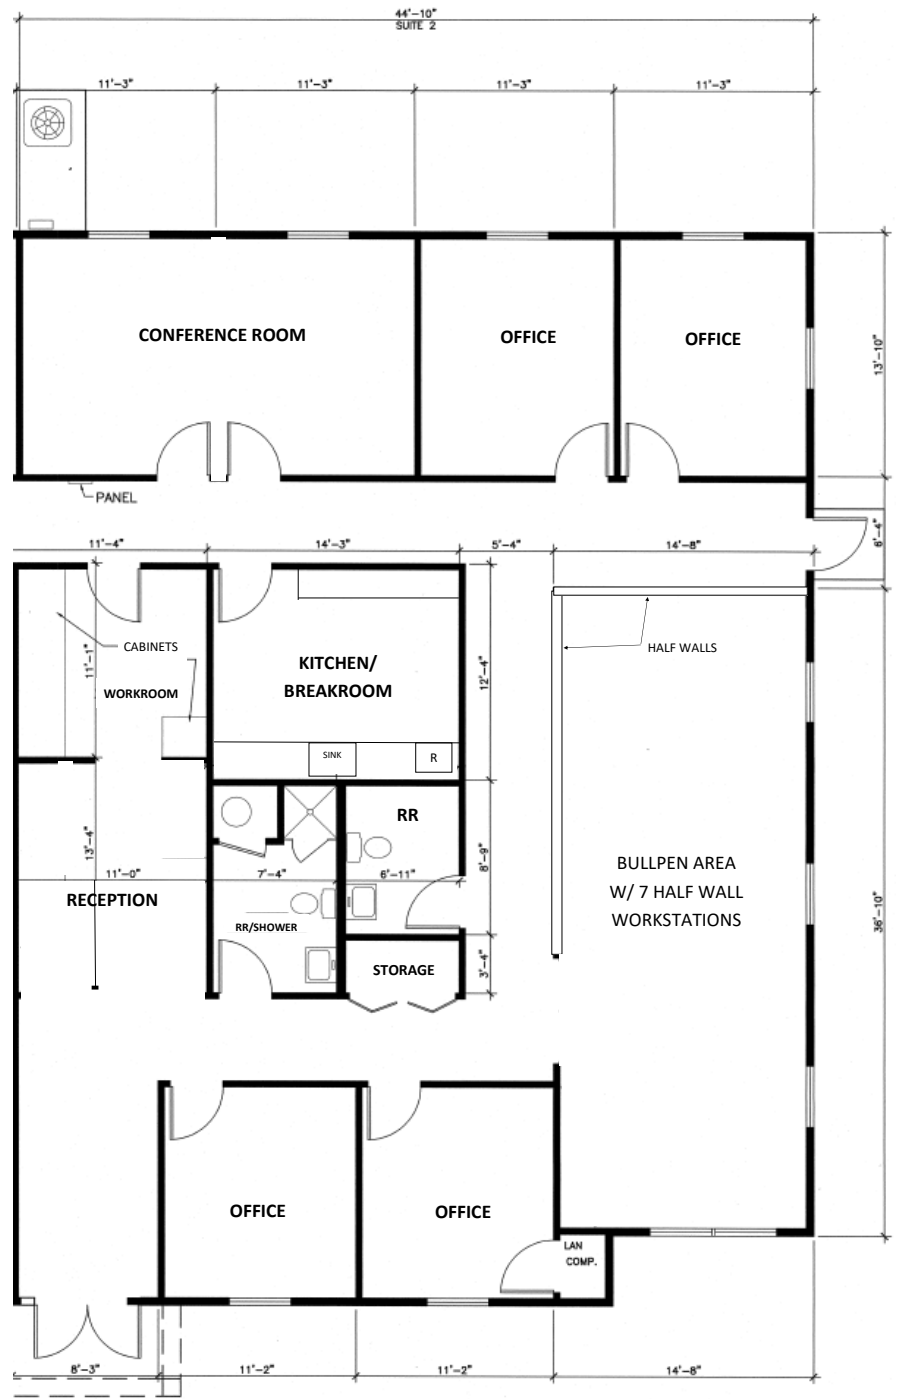 44'-10"
SUITE 2
11'-3"
11'-3"
11'-3"
11'-3"
CONFERENCE ROOM
OFFICE
OFFICE
13'-10"
PANEL
6'-4"
11'-4"
14'-3"
5'-4"
14'-8"
CABINETS
11'-1"
WORKROOM
KITCHEN/
BREAKROOM
12'-4"
HALF WALLS
SINK
R
RR
13'-4"
8'-9"
11'-0"
7'-4"
6'-11"
RECEPTION
RR/SHOWER
BULLPEN AREA
W/ 7 HALF WALL
WORKSTATIONS
36'-10"
STORAGE
3'-4"
OFFICE
OFFICE
LAN
COMP.
8'-3"
11'-2"
11'-2"
14'-8"